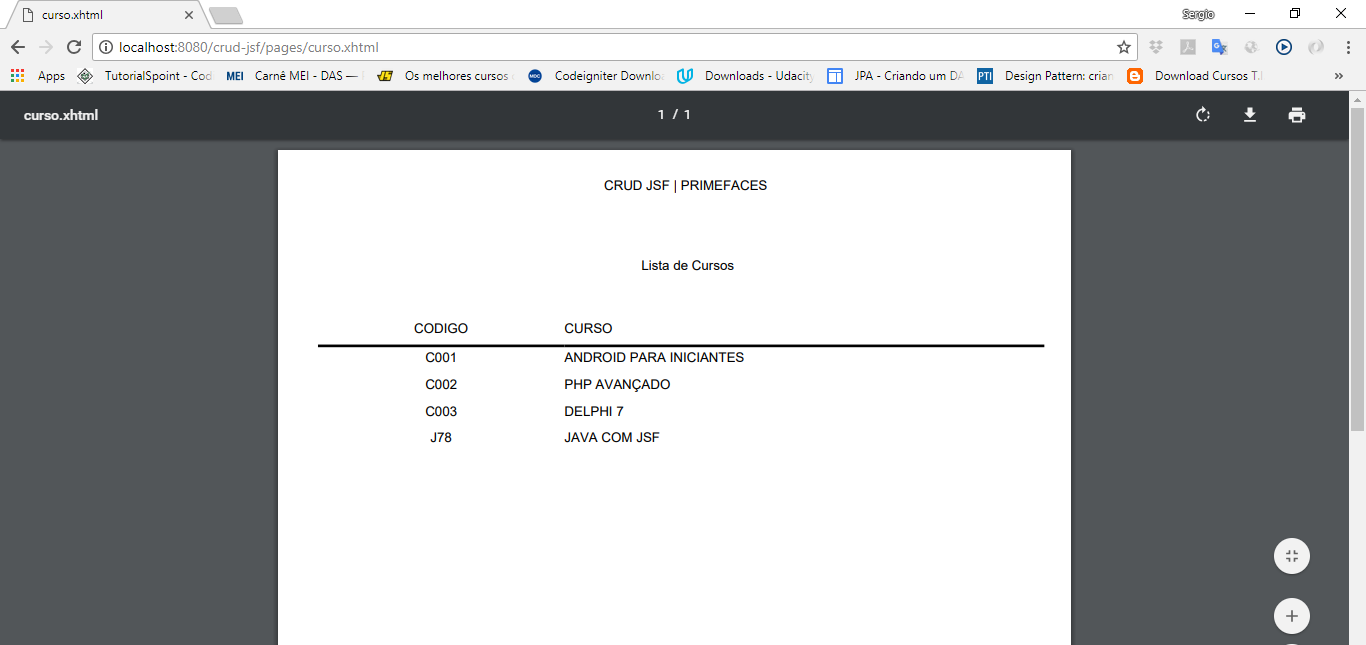 curso.xhtml
Sergio
localhost:8080/crud-jsf/pages/curso.xhtml
Apps TutorialSpoint - Cod MEI Carnê MEI - DAS — Os melhores cursos Codeigniter Downlo Downloads - Udacity JPA - Criando um DA PTI Design Pattern: crian Download Cursos T.I »
curso.xhtml 1 / 1
CRUD JSF | PRIMEFACES
Lista de Cursos
CODIGO CURSO
C001 ANDROID PARA INICIANTES
C002 PHP AVANÇADO
C003 DELPHI 7
J78 JAVA COM JSF